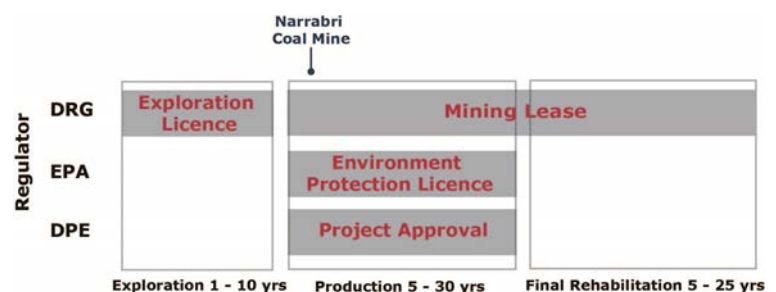 Narrabri
Coal Mine
Regulator
DRG
Exploration
Licence
Mining Lease
EPA
Environment
Protection Licence
DPE
Project Approval
Exploration 1 - 10 yrs
Production 5 - 30 yrs
Final Rehabilitation 5 - 25 yrs